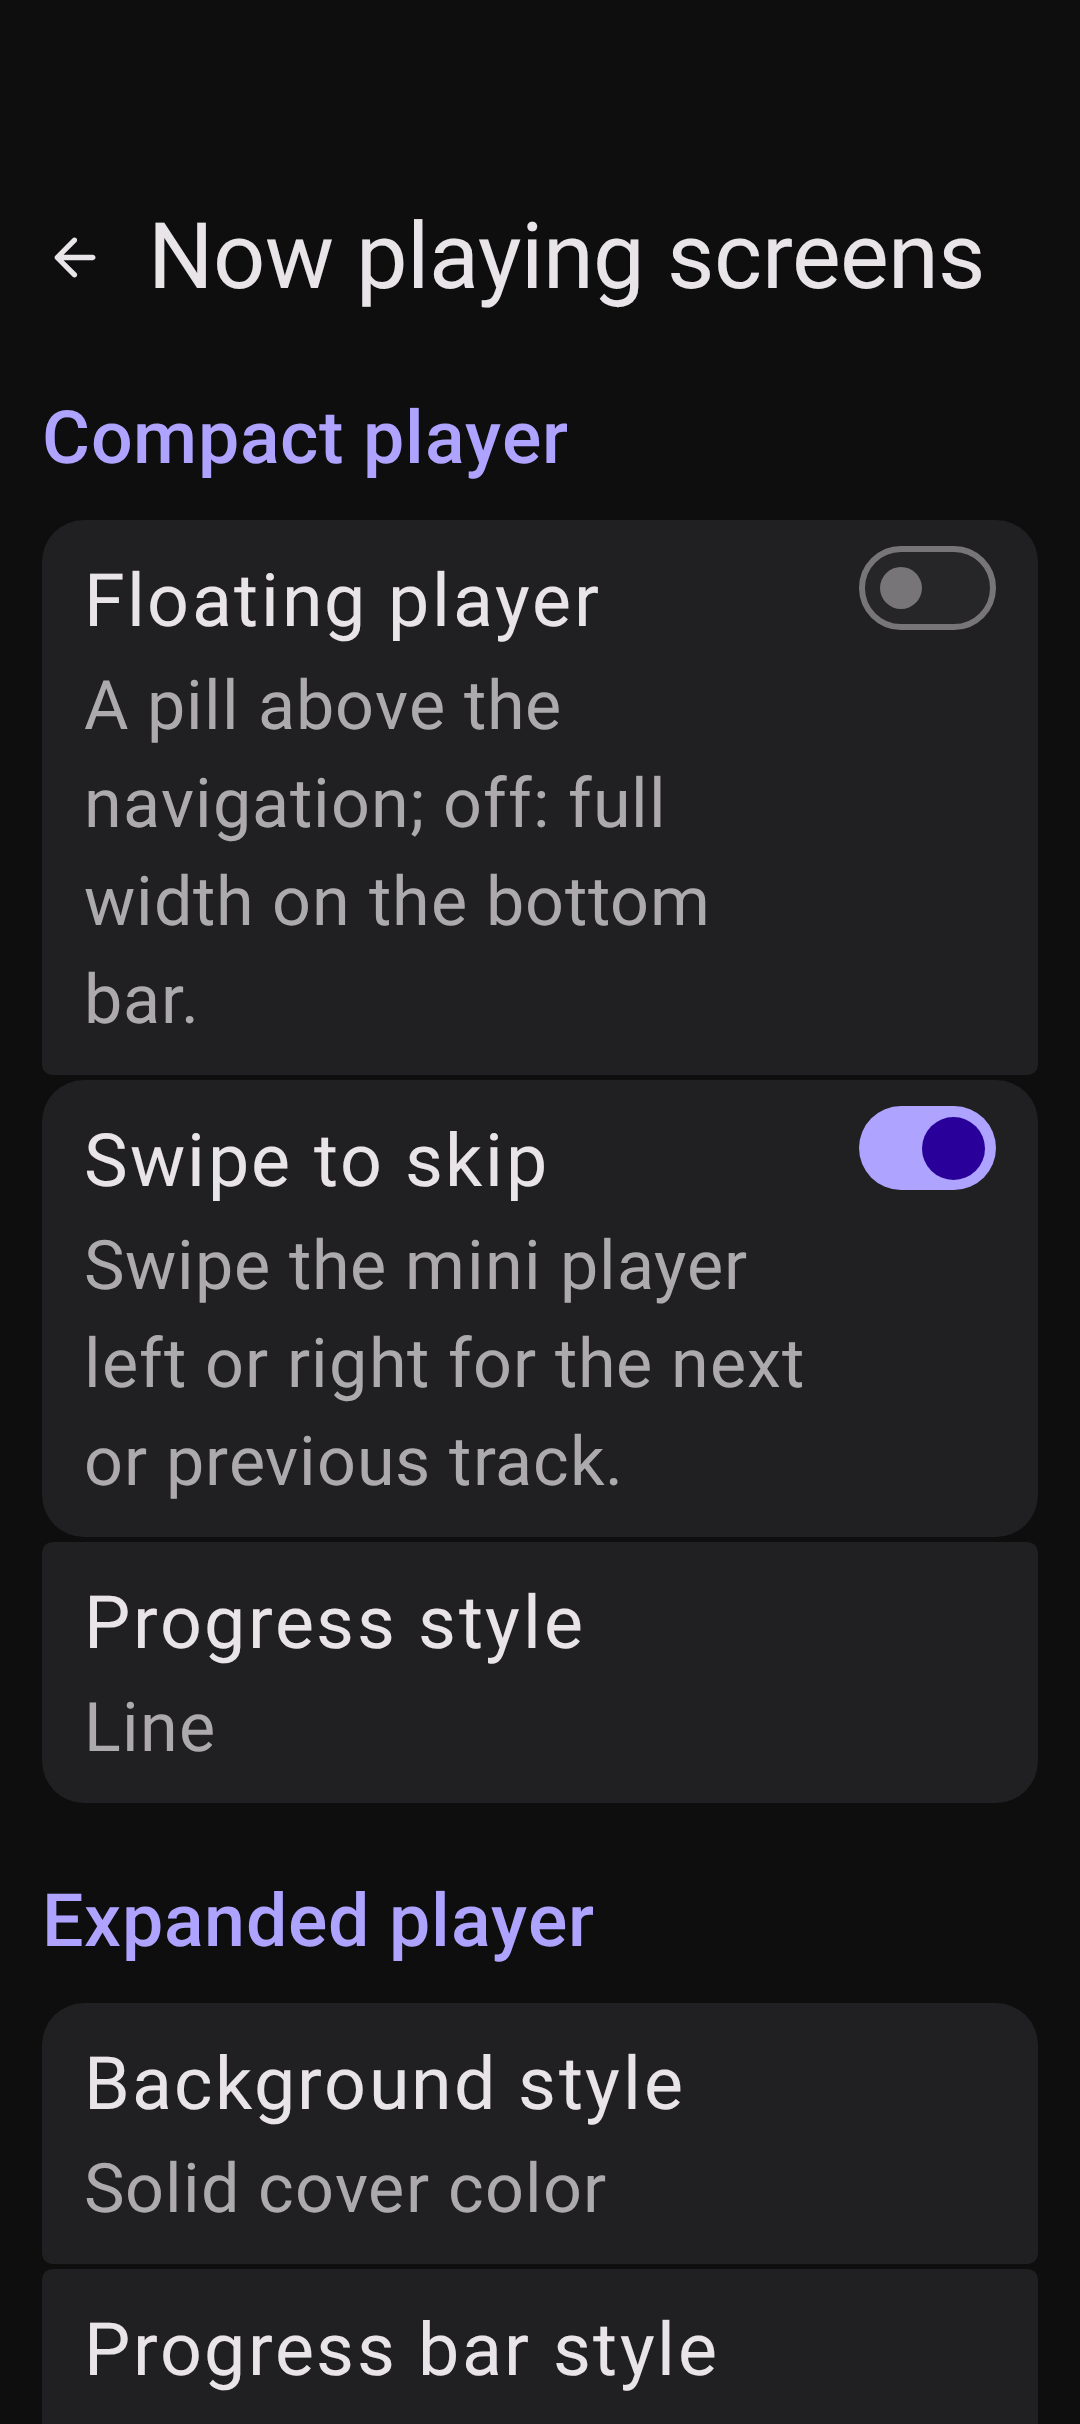 Now playing screens
Compact player
Floating player
A pill above the
navigation; off: full
width on the bottom
bar.
Swipe to skip
Swipe the mini player
left or right for the next
or previous track.
Progress style
Line
Expanded player
Background style
Solid cover color
Progress bar style